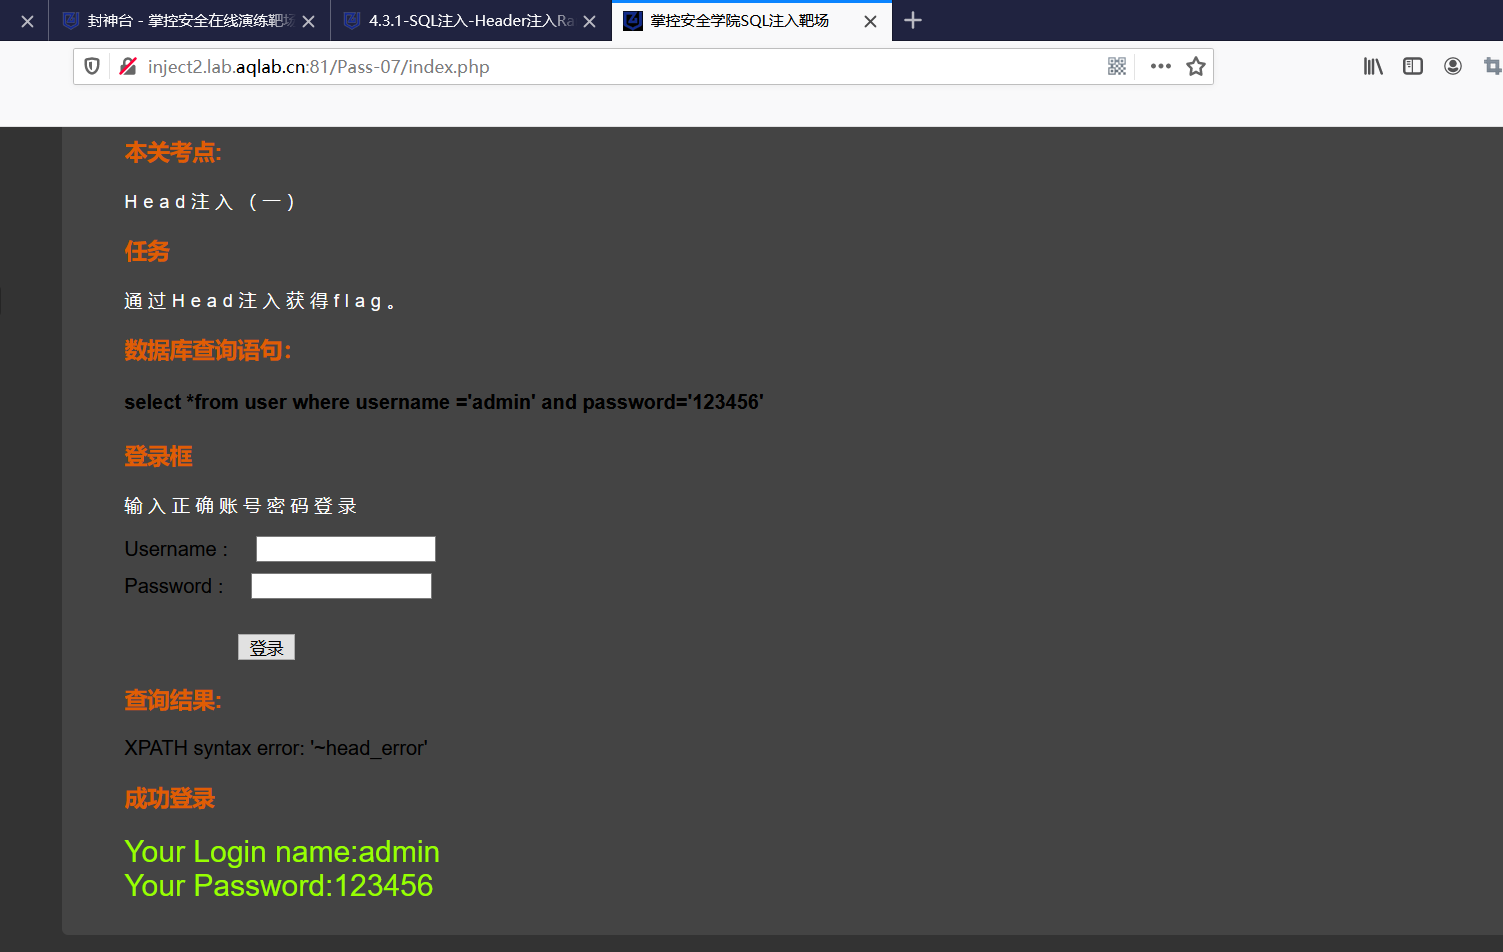 封神台 - 掌控安全在线演练靶场
4.3.1-SQL注入-Header注入Ra
掌控安全学院SQL注入靶场
inject2.lab.aqlab.cn:81/Pass-07/index.php
本关考点:
Head注入 (一)
任务
通过Head注入获得flag。
数据库查询语句:
select *from user where username ='admin' and password='123456'
登录框
输入正确账号密码登录
Username :
Password :
登录
查询结果:
XPATH syntax error: '~head_error'
成功登录
Your Login name:admin
Your Password:123456